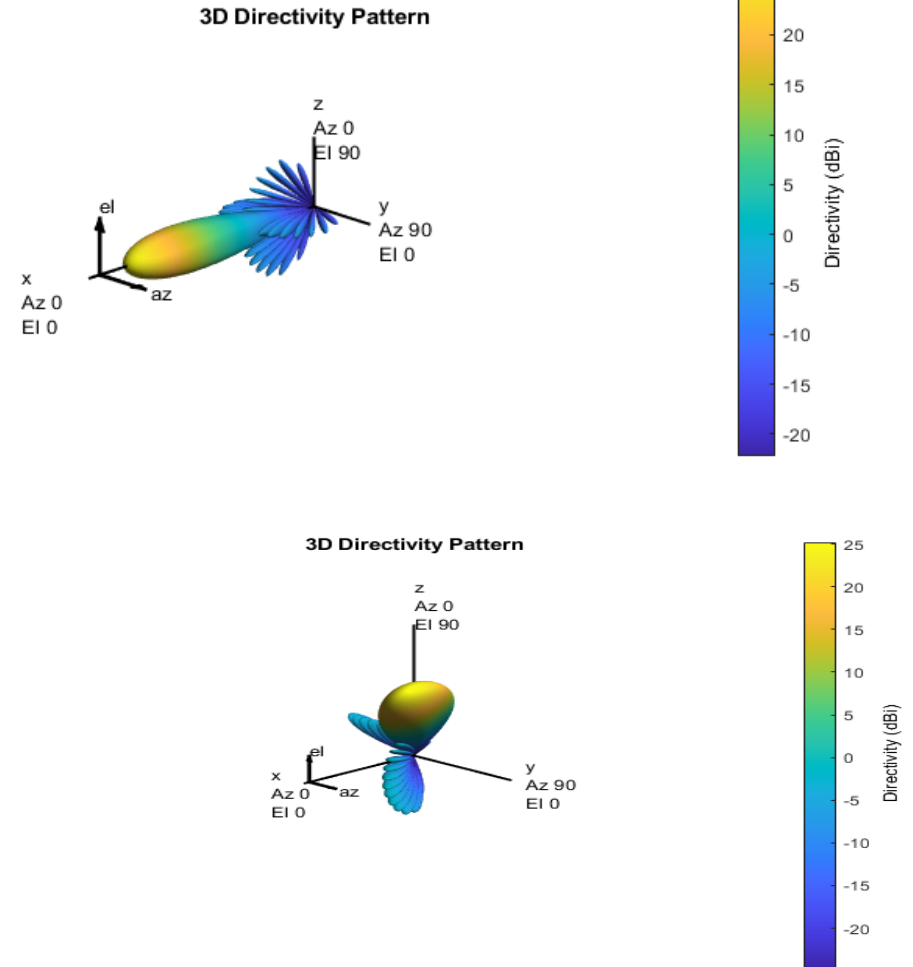 3D Directivity Pattern
z
Az 0
El 90
y
Az 90
El 0
el
az
x
Az 0
El 0
20
15
10
5
0
-5
-10
-15
-20
Directivity (dBi)
3D Directivity Pattern
z
Az 0
El 90
el
x
Az 0
El 0
az
y
Az 90
El 0
25
20
15
10
5
0
-5
-10
-15
-20
Directivity (dBi)